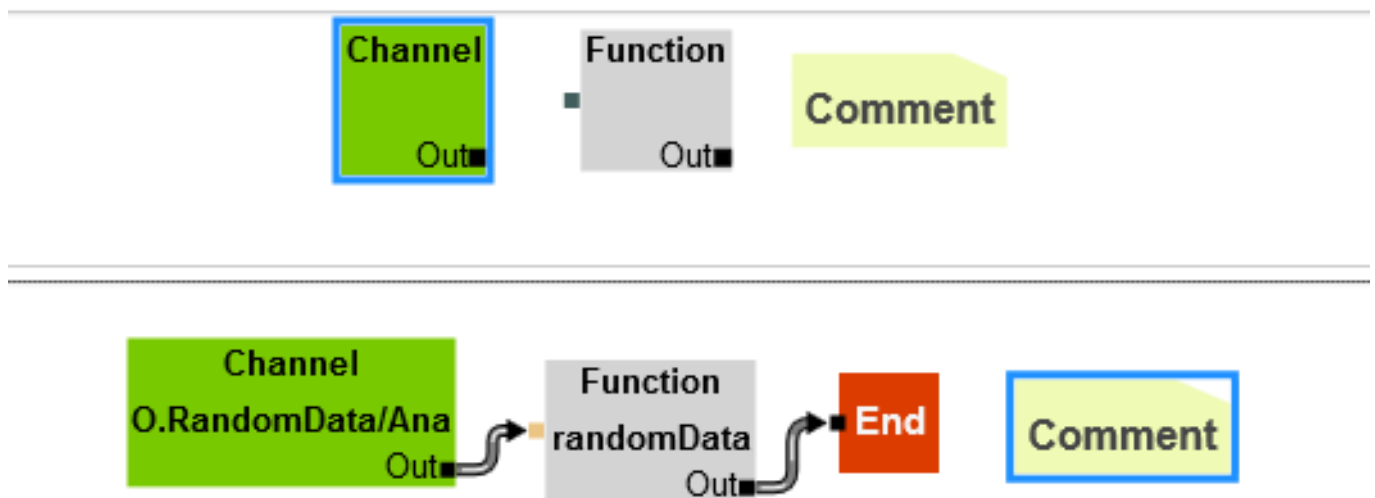 Channel
Out
Function
Out
Comment
Channel
O.RandomData/Ana
Out
Function
randomData
Out
End
Comment